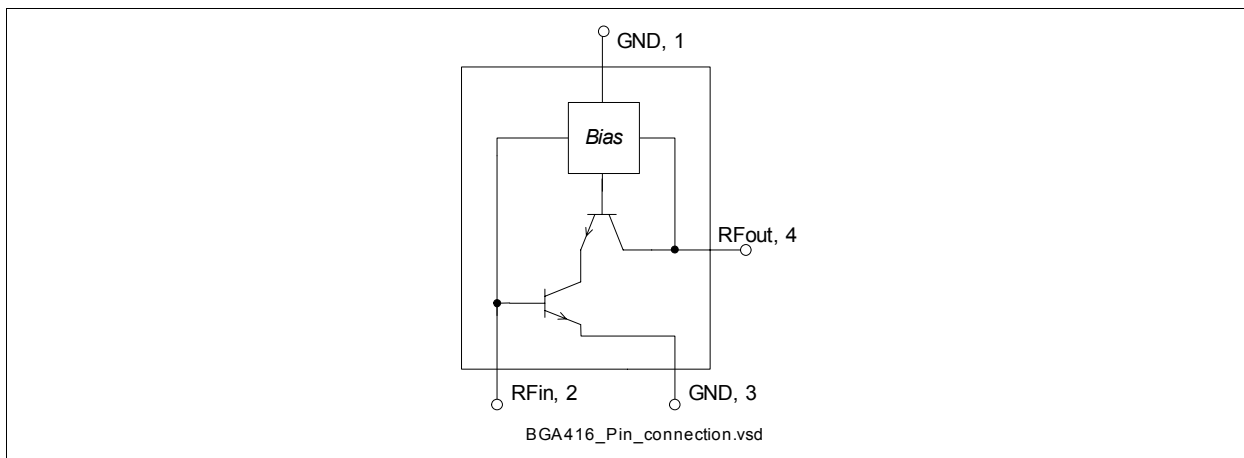 GND, 1
Bias
RFout, 4
RFin, 2
GND, 3
BGA416_Pin_connection.vsd